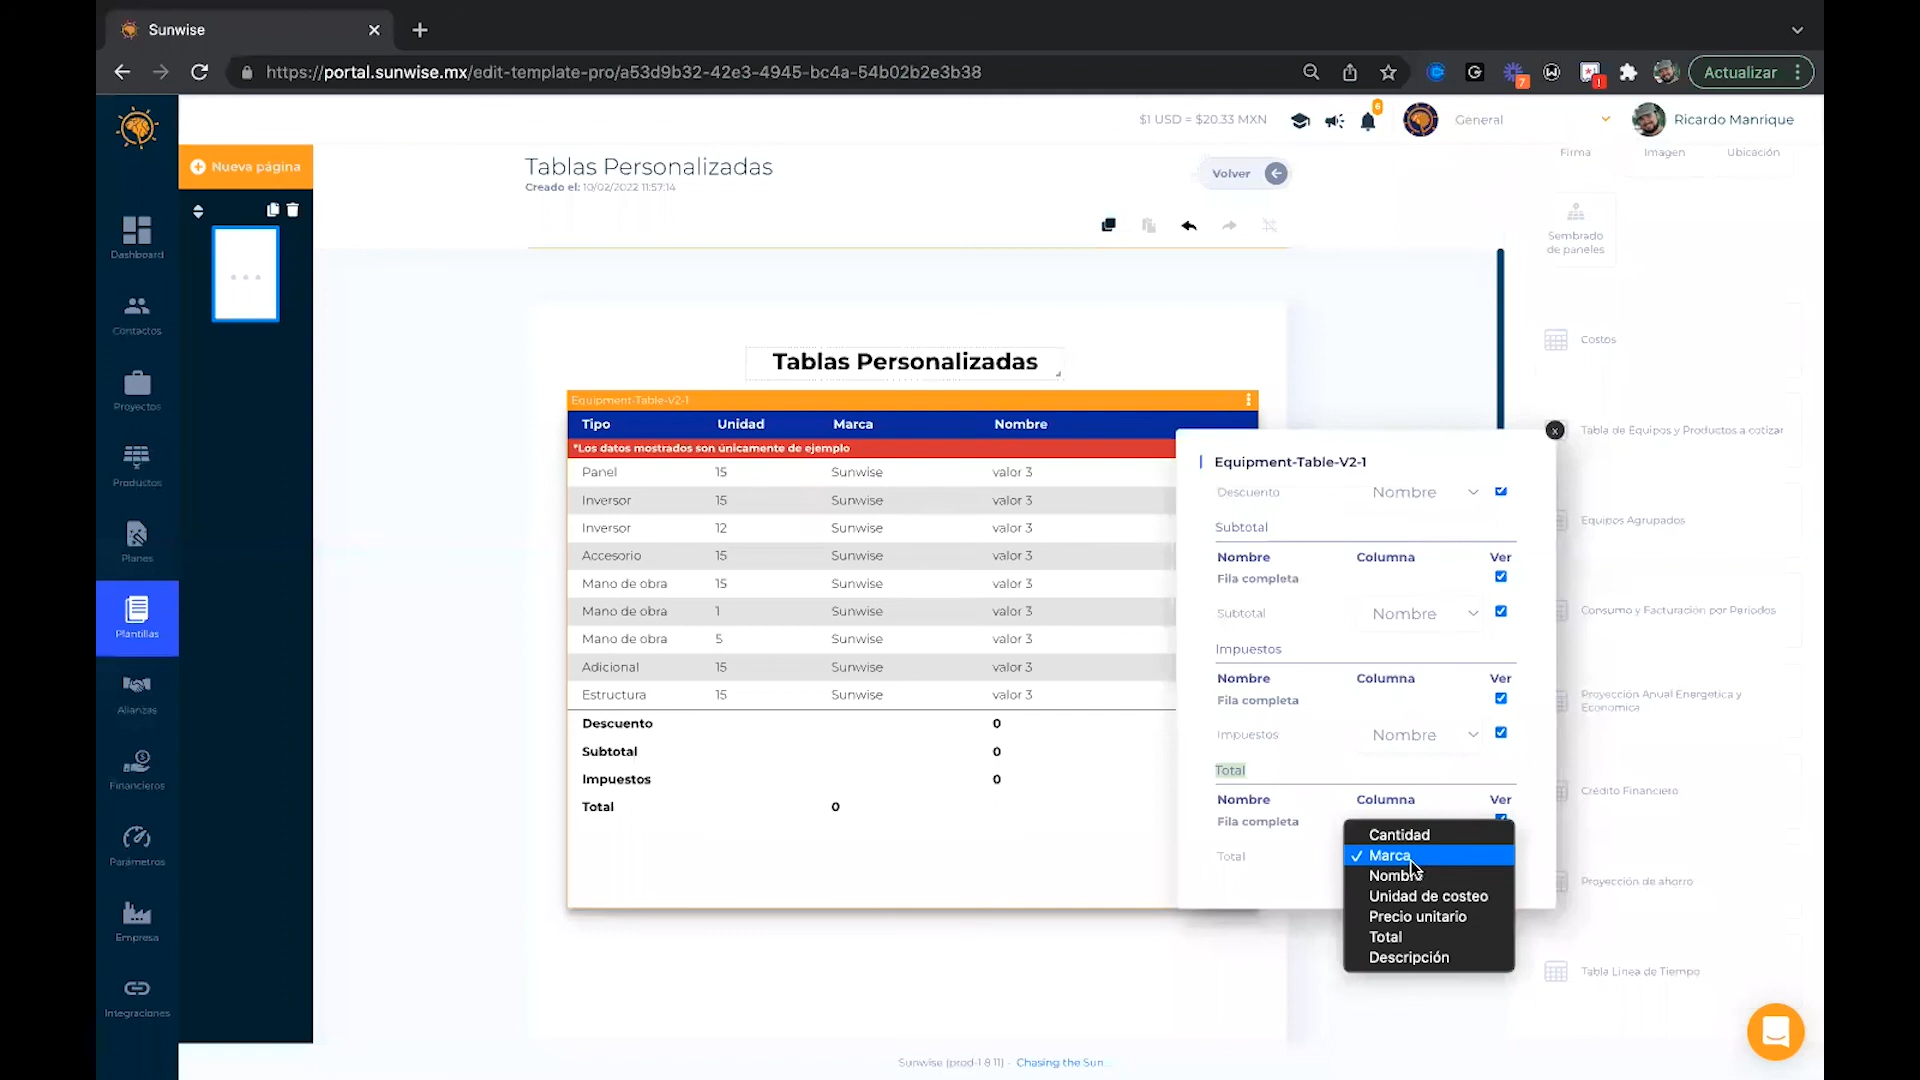 Sunwise
https://portal.sunwise.mx/edit-template-pro/a53d9b32-42e3-4945-bc4a-54b02b2e3b38
7
Actualizar
$1 USD = $20.33 MXN
6
General
Ricardo Manrique
Nueva página
Tablas Personalizadas
Creado el: 10/02/2022 11:57:14
Volver
Firma
Imagen
Ubicación
Sembrado
de paneles
Dashboard
Contactos
Proyectos
Productos
Planes
Plantillas
Alianzas
Financieros
Parámetros
Empresa
Integraciones
Tablas Personalizadas
Equipment-Table-V2-1
Tipo Unidad Marca Nombre
*Los datos mostrados son únicamente de ejemplo
Panel 15 Sunwise valor 3
Inversor 15 Sunwise valor 3
Inversor 12 Sunwise valor 3
Accesorio 15 Sunwise valor 3
Mano de obra 15 Sunwise valor 3
Mano de obra 1 Sunwise valor 3
Mano de obra 5 Sunwise valor 3
Adicional 15 Sunwise valor 3
Estructura 15 Sunwise valor 3
Descuento 0
Subtotal 0
Impuestos 0
Total 0
x
Equipment-Table-V2-1
Descuento Nombre
Subtotal
Nombre Columna Ver
Fila completa
Subtotal Nombre
Impuestos
Nombre Columna Ver
Fila completa
Impuestos Nombre
Total
Nombre Columna Ver
Fila completa
Total
Cantidad
✓ Marca
Nombre
Unidad de costeo
Precio unitario
Total
Descripción
Costos
Tabla de Equipos y Productos a cotizar
Equipos Agrupados
Consumo y Facturación por Periodos
Proyección Anual Energetica y
Economica
Crédito Financiero
Proyección de ahorro
Tabla Linea de Tiempo
Sunwise (prod-1.8.11) - Chasing the Sun...